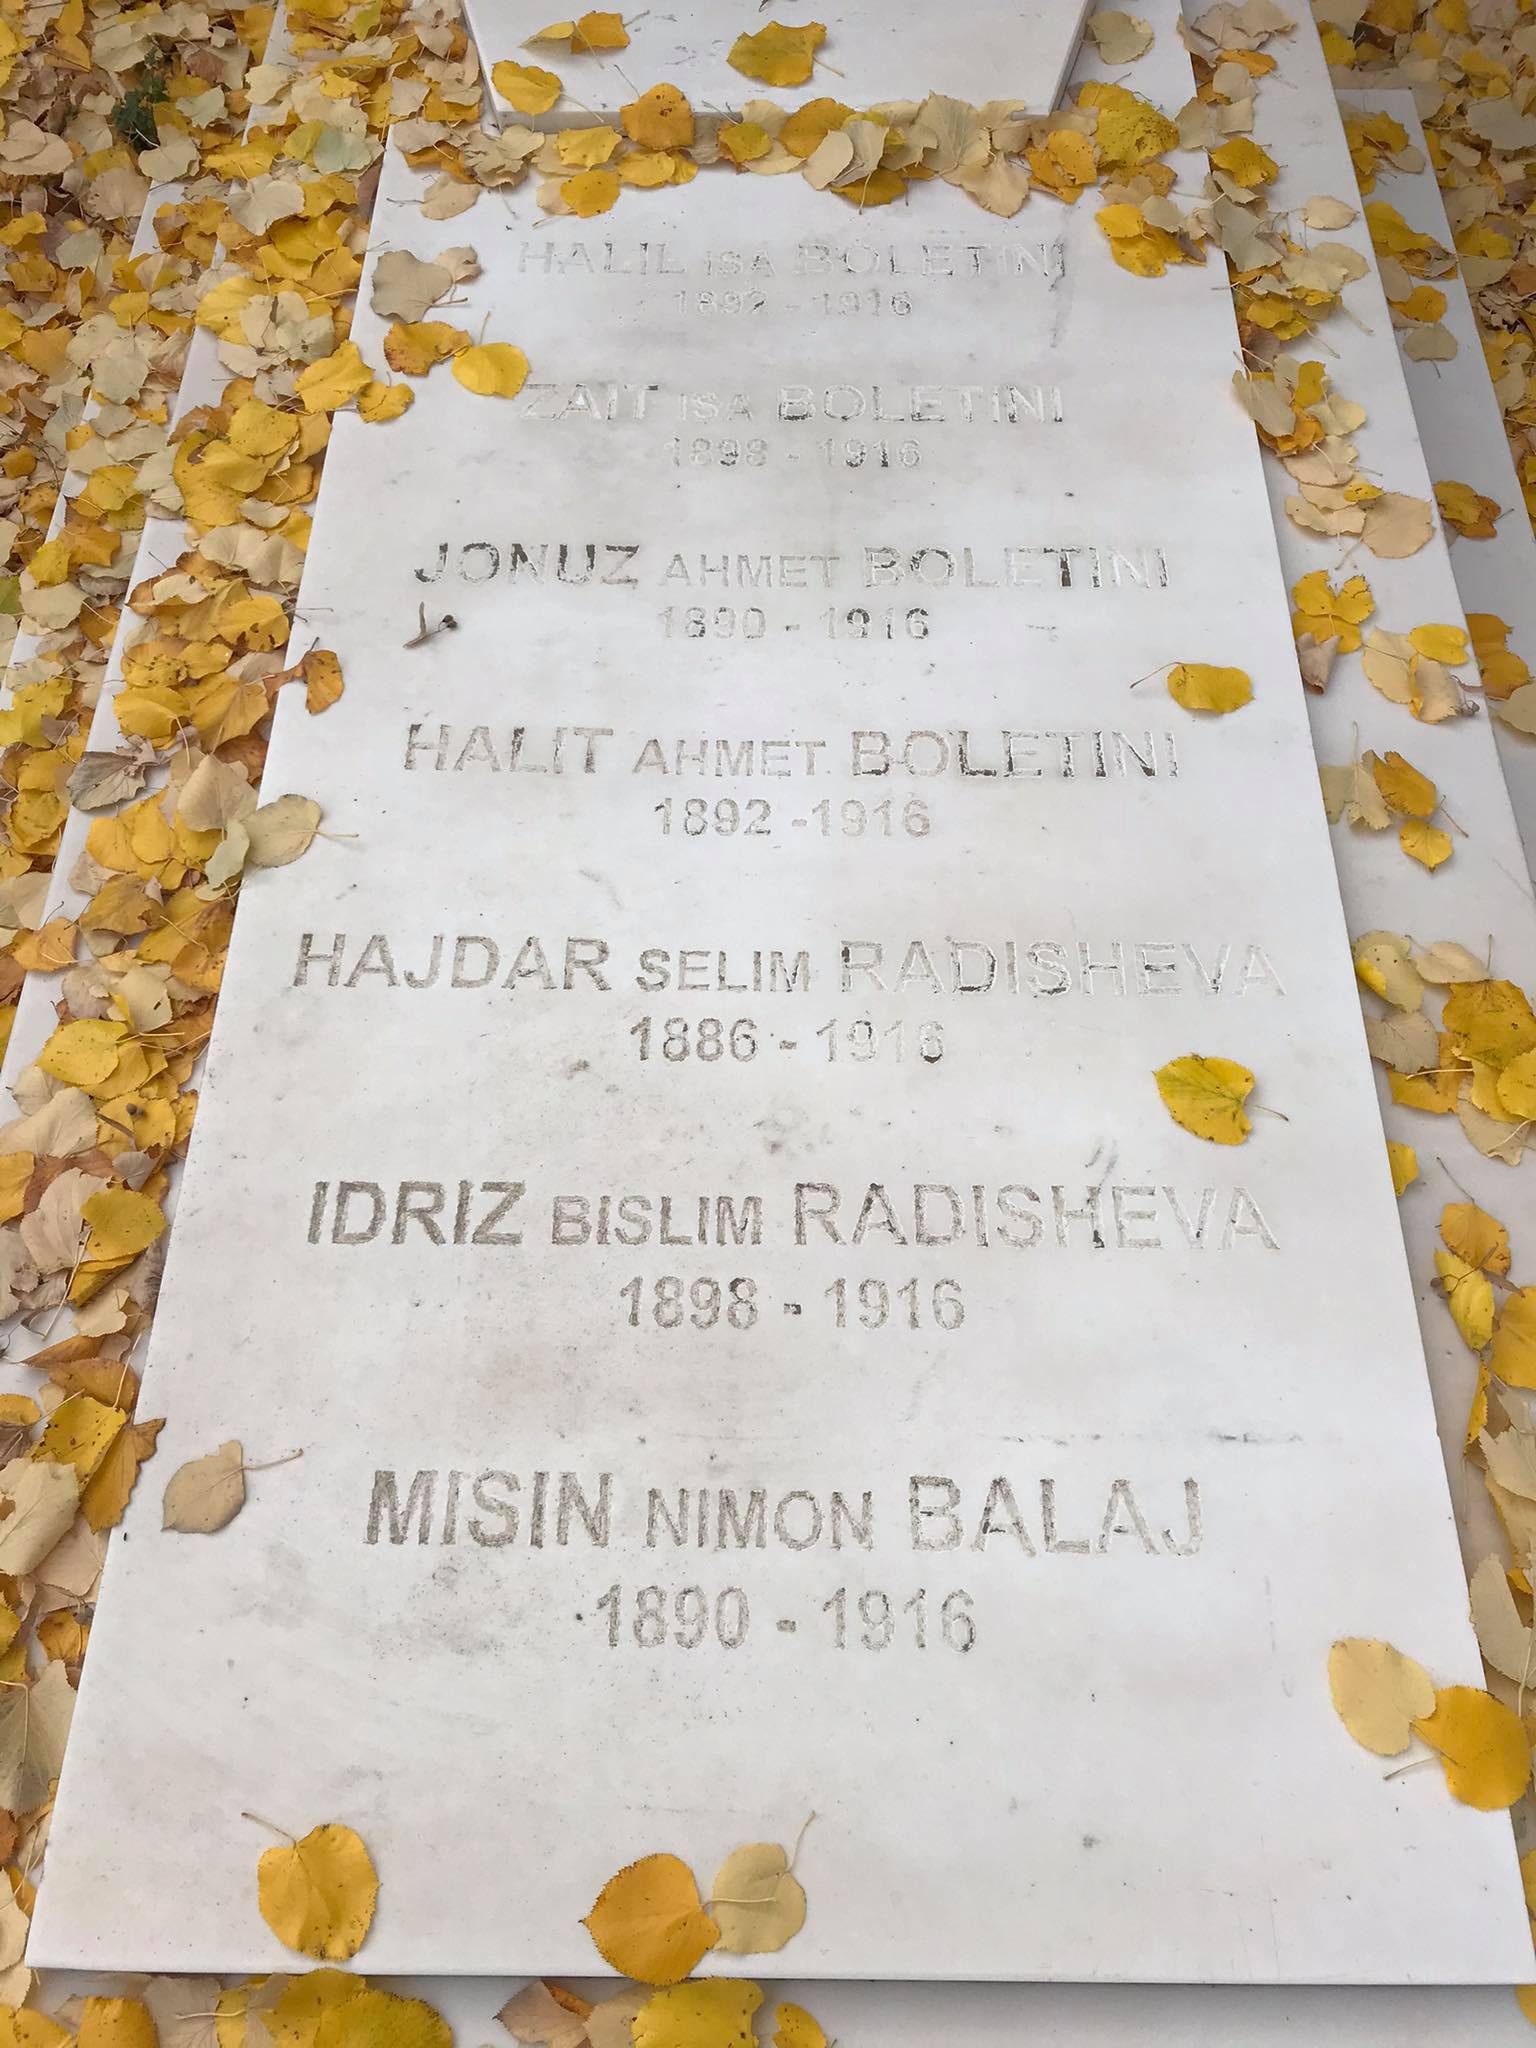 HALIL ISA BOLETINI
1892 - 1916
ZAIT ISA BOLETINI
1898 - 1916
JONUZ AHMET BOLETINI
1890 - 1916
HALIT AHMET BOLETINI
1892 - 1916
HAJDAR SELIM RADISHEVA
1886 - 1916
IDRIZ BISLIM RADISHEVA
1898 - 1916
MISIN NIMON BALAJ
1890 - 1916